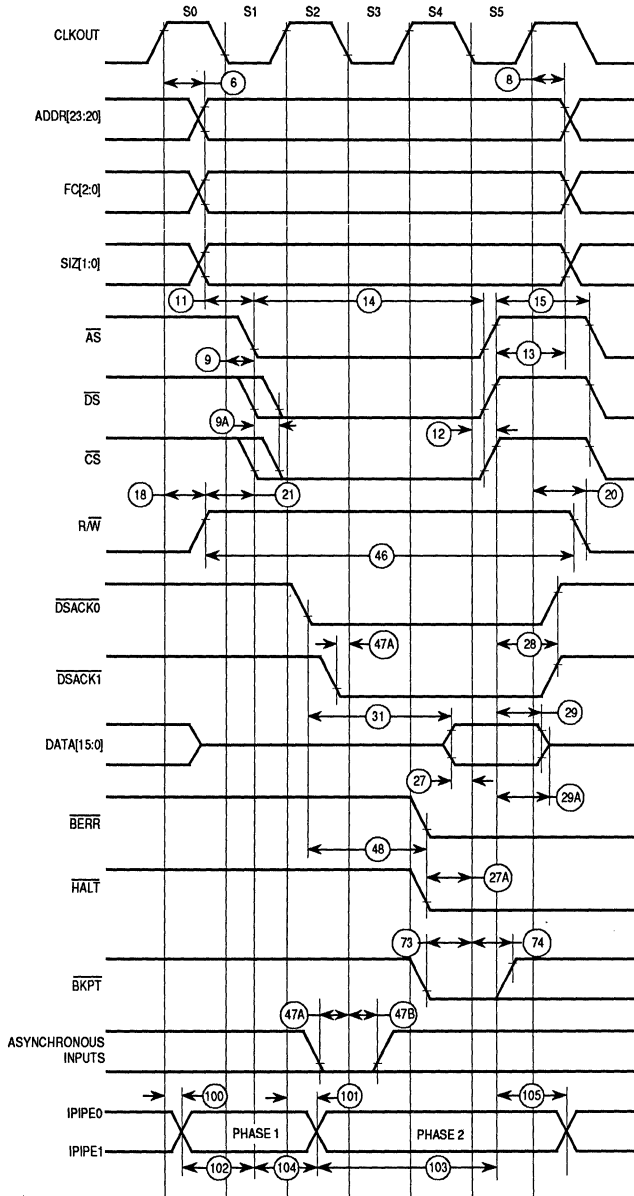 S0 S1 S2 S3 S4 S5
CLKOUT
6 8
ADDR[23:20]
FC[2:0]
SIZ[1:0]
11 14 15
AS
9 13
DS
9A 12
CS
18 21 20
R/W
46
DSACK0
47A 28
DSACK1
31 29
DATA[15:0]
27 29A
BERR
48
HALT 27A
73 74
BKPT
47A 47B
ASYNCHRONOUS
INPUTS
100 101 105
IPIPE0
PHASE 1 PHASE 2
IPIPE1
102 104 103